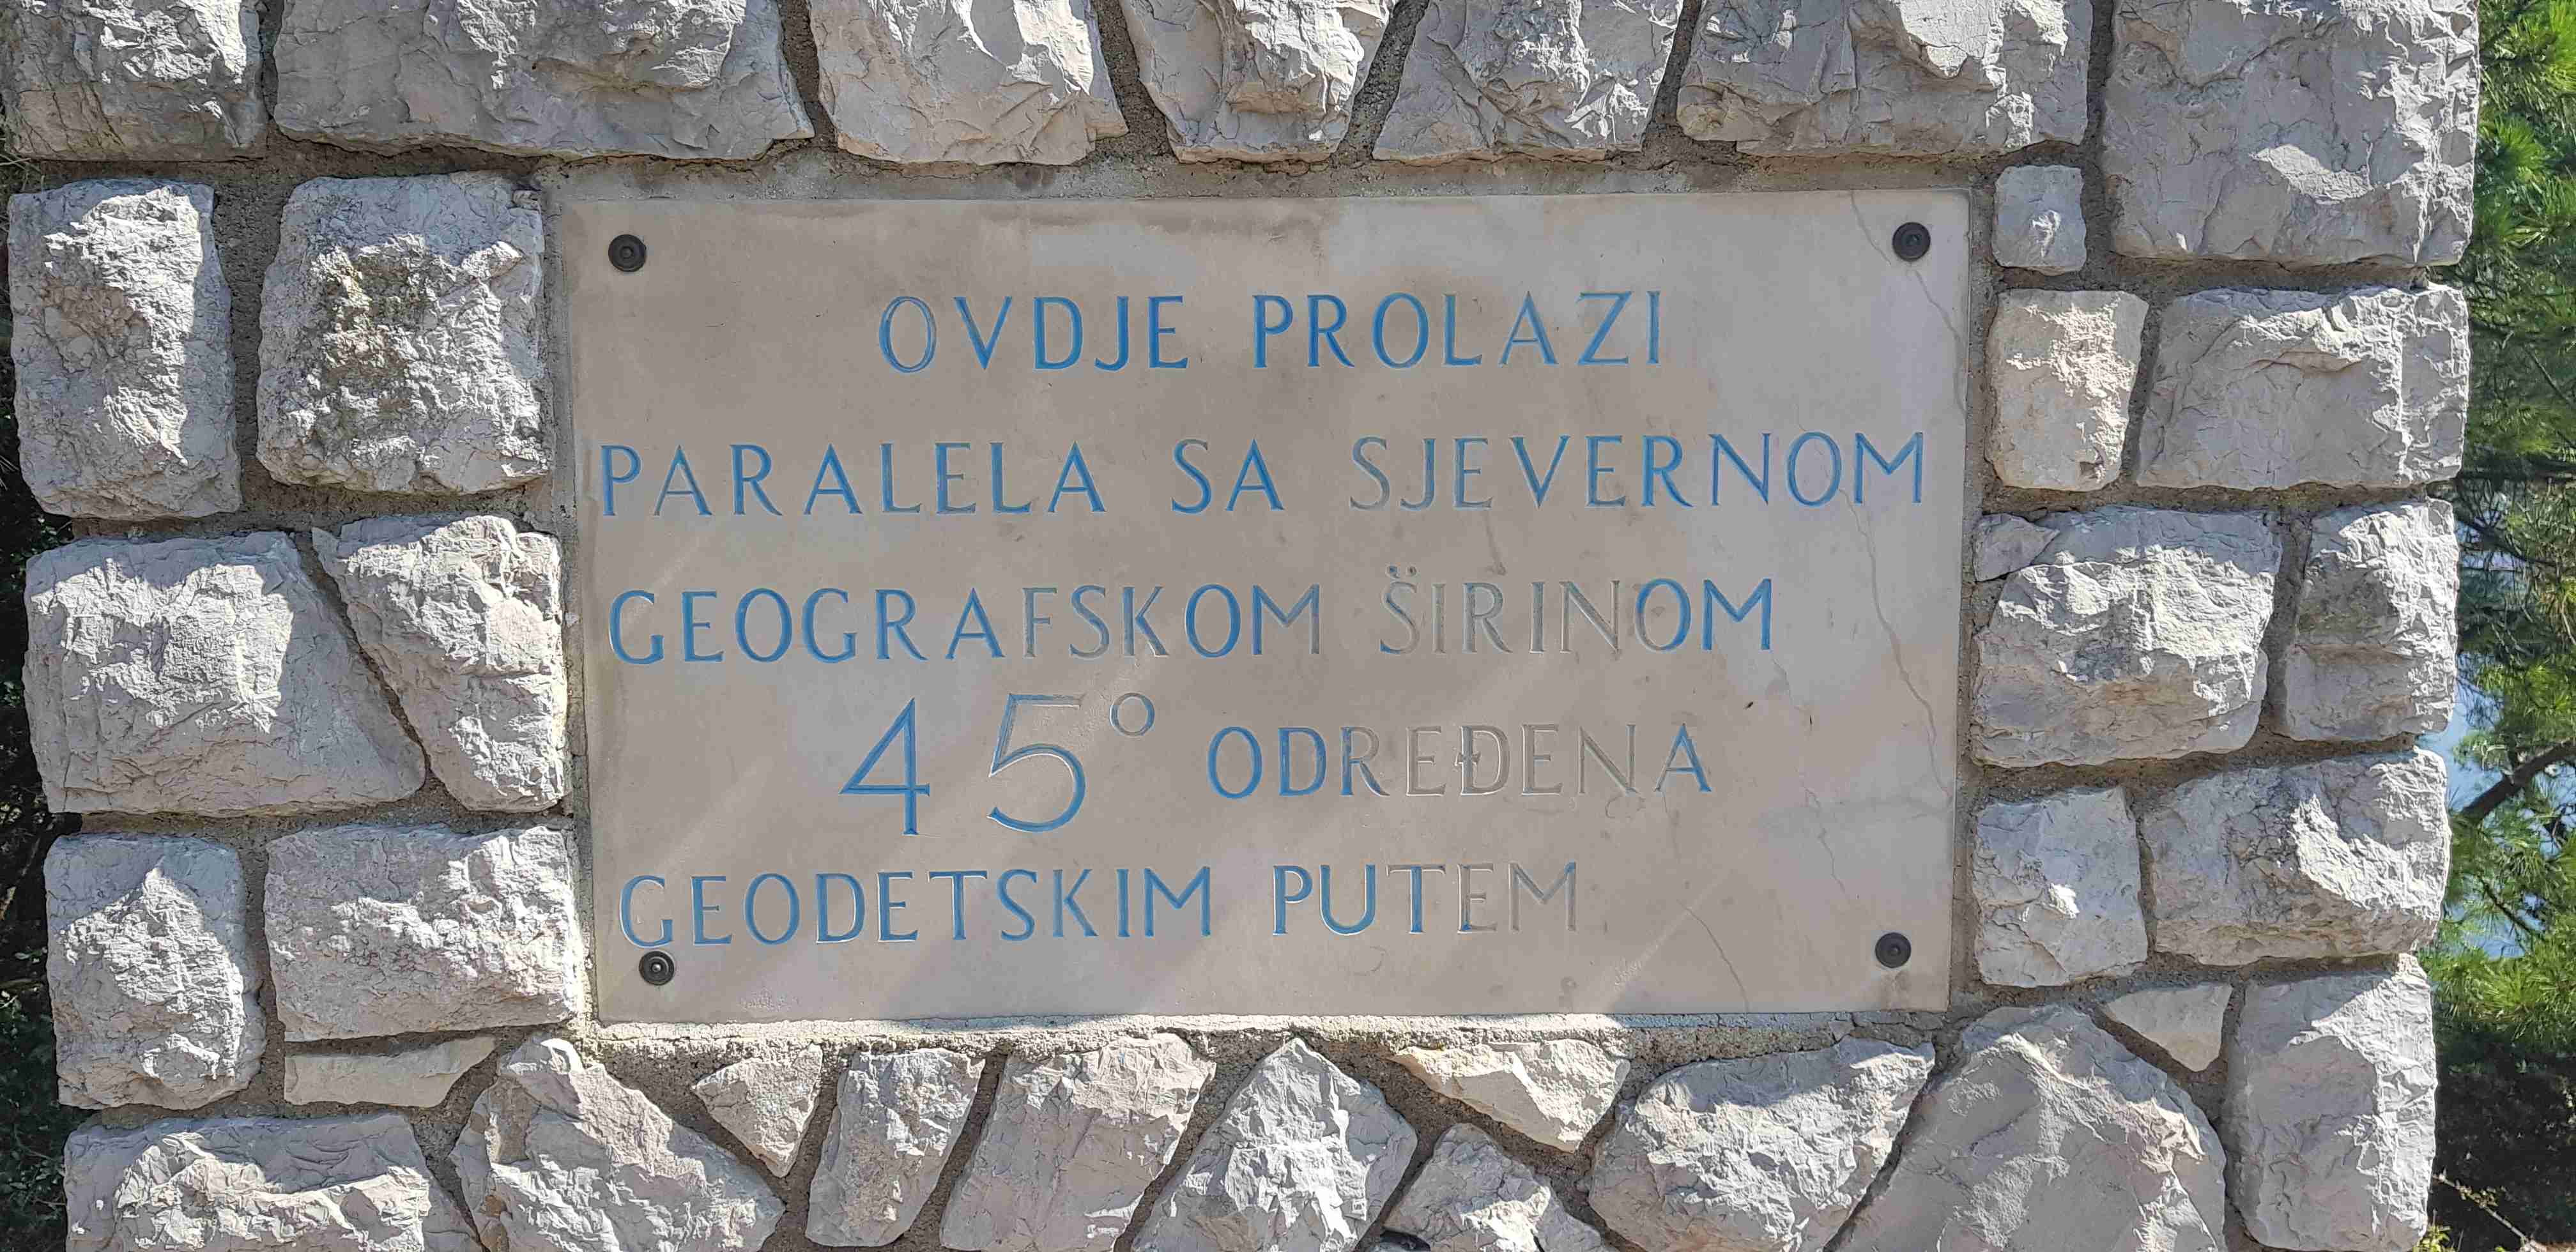 OVDJE PROLAZI
PARALELA SA SJEVERNOM
GEOGRAFSKOM ŠIRINOM
45° ODREĐENA
GEODETSKIM PUTEM